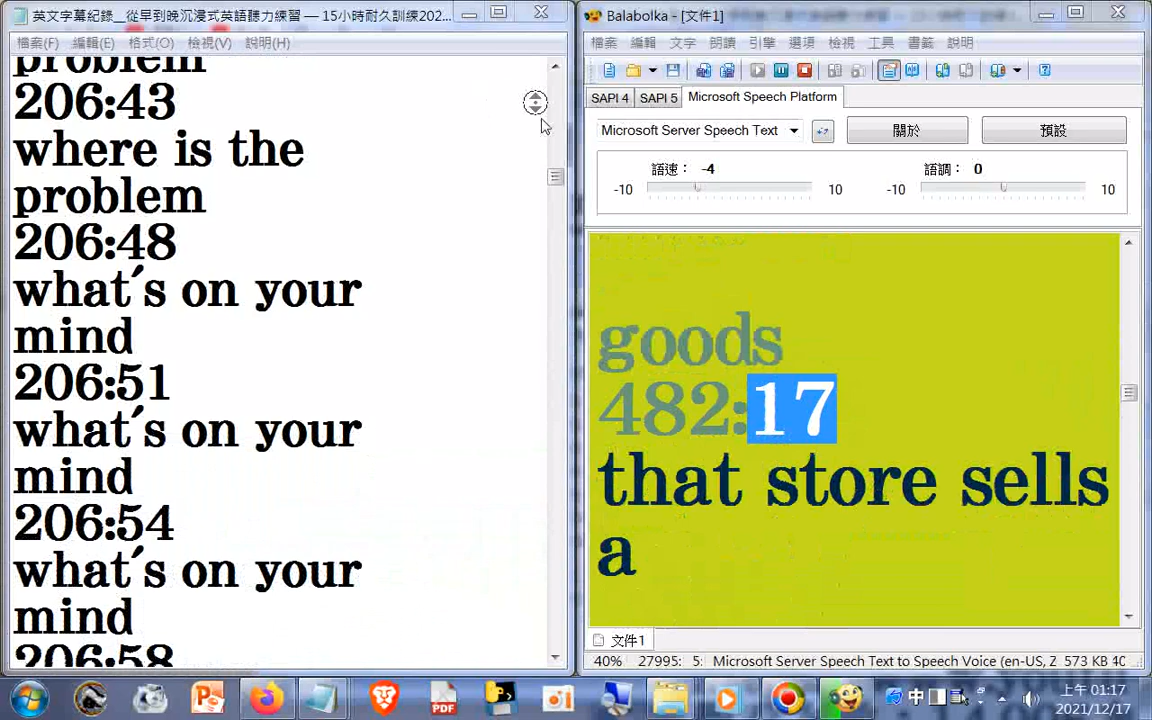 英文字幕紀錄__從早到晚沉浸式英語聽力練習 — 15小時耐久訓練202...
檔案(F) 編輯(E) 格式(O) 檢視(V) 說明(H)
problem
206:43
where is the
problem
206:48
what's on your
mind
206:51
what's on your
mind
206:54
what's on your
mind
206:58
Balabolka - [文件1]
檔案 編輯 文字 朗讀 引擎 選項 檢視 工具 書籤 說明
SAPI 4 SAPI 5 Microsoft Speech Platform
Microsoft Server Speech Text 關於 預設
語速： -4 語調： 0
-10 10 -10 10
goods
482:17
that store sells
a
文件1
40% 27995: 5: Microsoft Server Speech Text to Speech Voice (en-US, Z 573 KB 4C
PDF
中
上午 01:17
2021/12/17